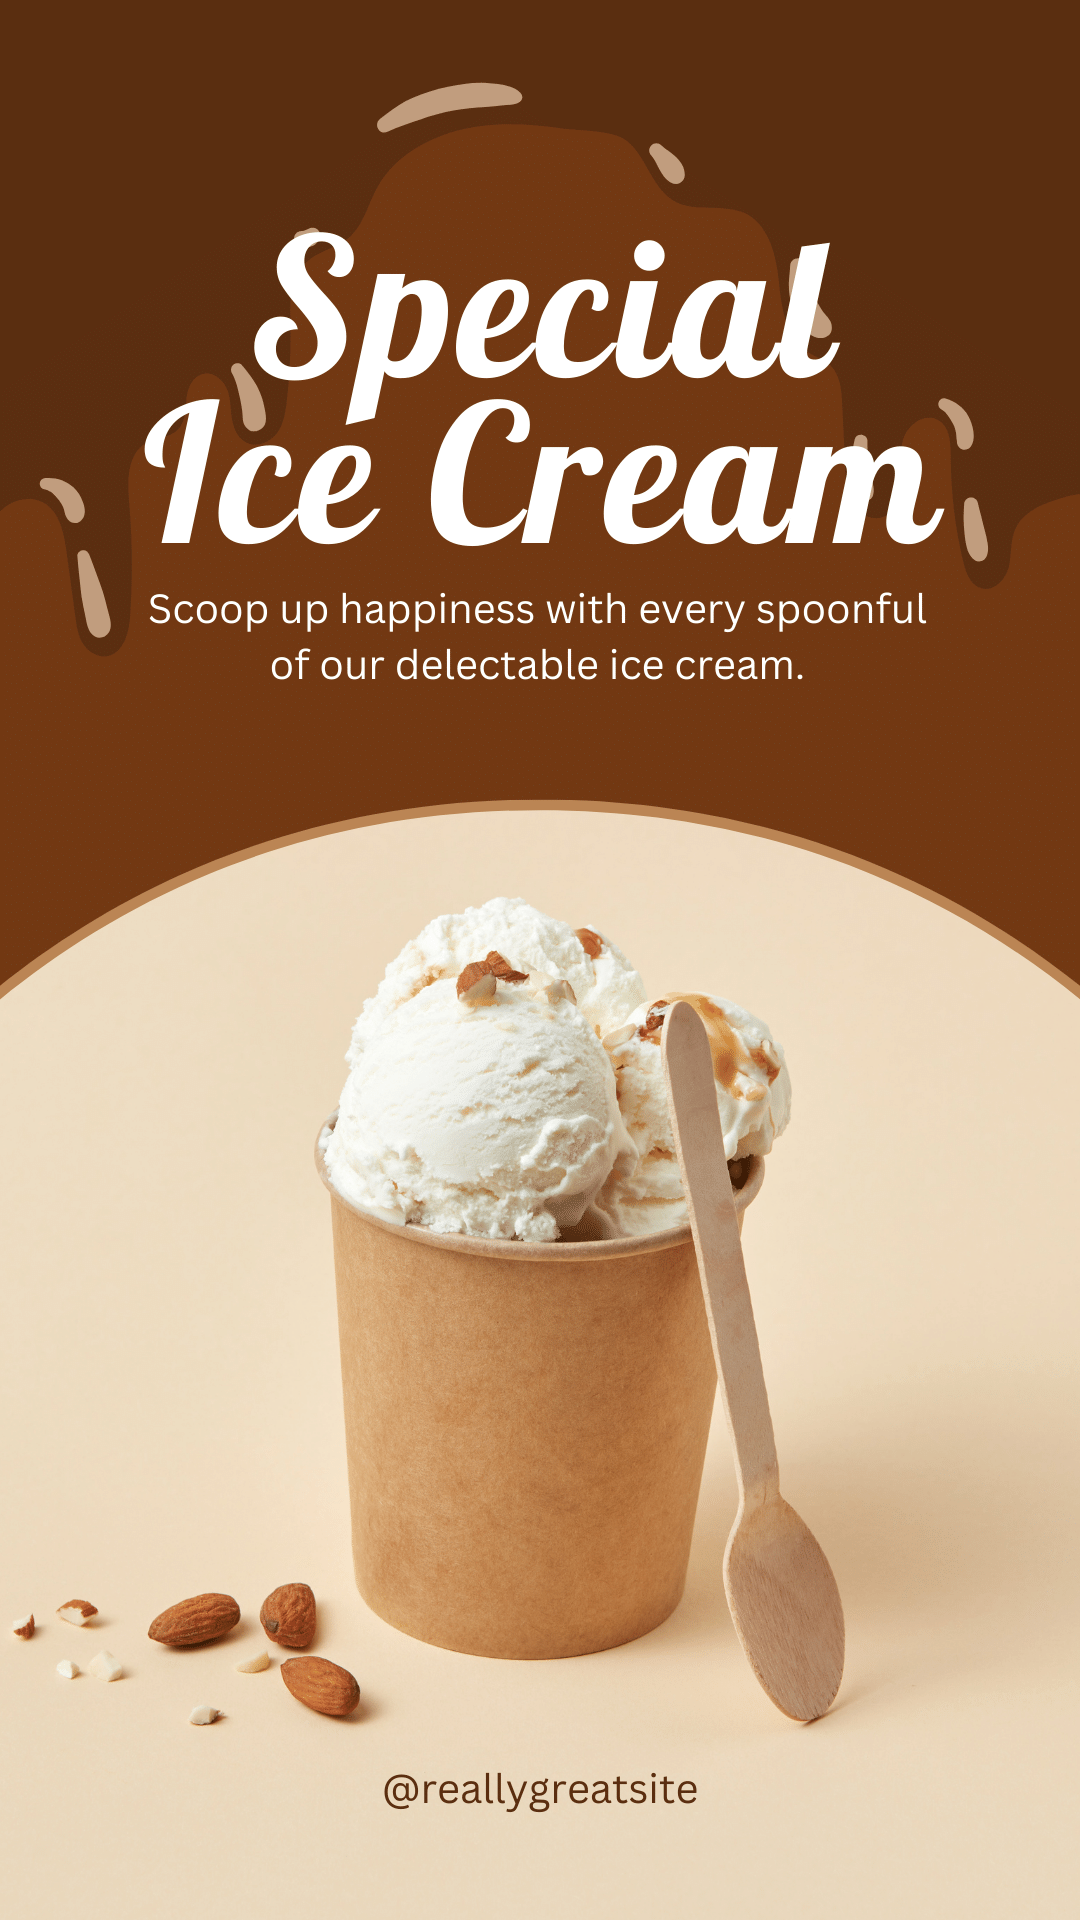 Special
Ice Cream
Scoop up happiness with every spoonful
of our delectable ice cream.
@reallygreatsite